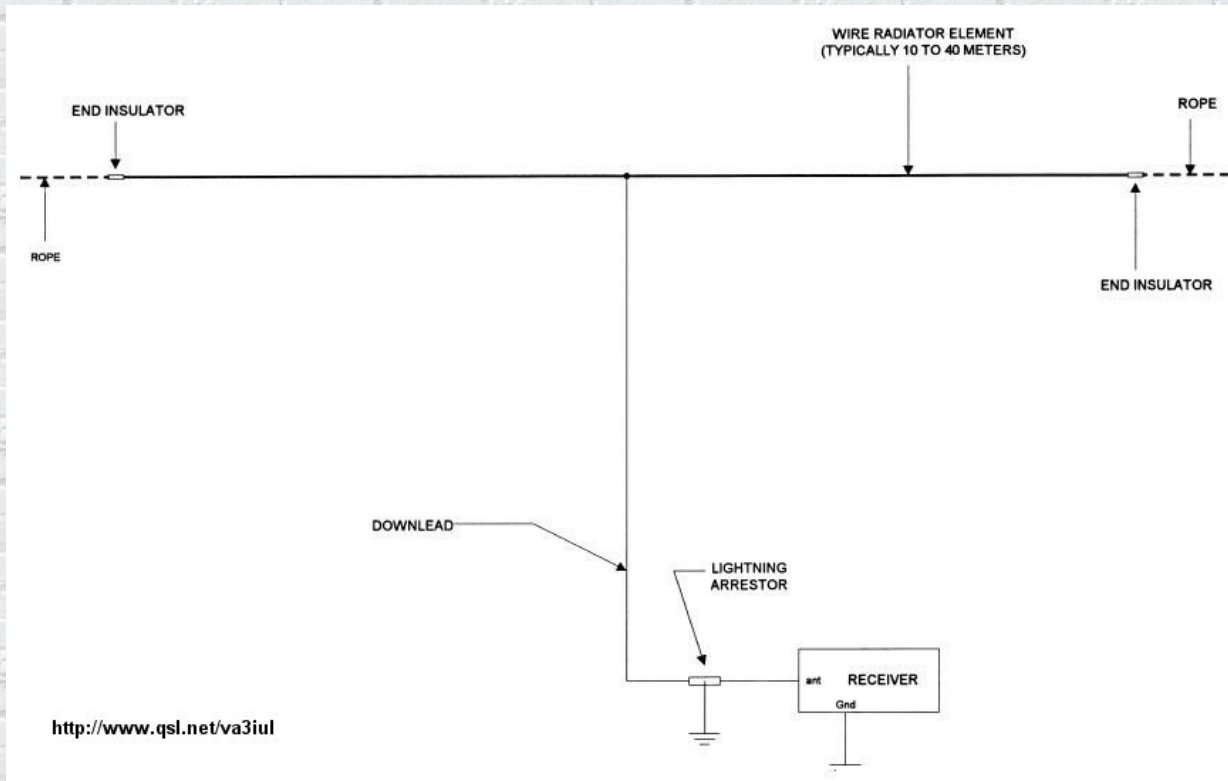 WIRE RADIATOR ELEMENT
(TYPICALLY 10 TO 40 METERS)
END INSULATOR
ROPE
ROPE
END INSULATOR
DOWNLEAD
LIGHTNING
ARRESTOR
ant RECEIVER
Gnd
http://www.qsl.net/va3iul